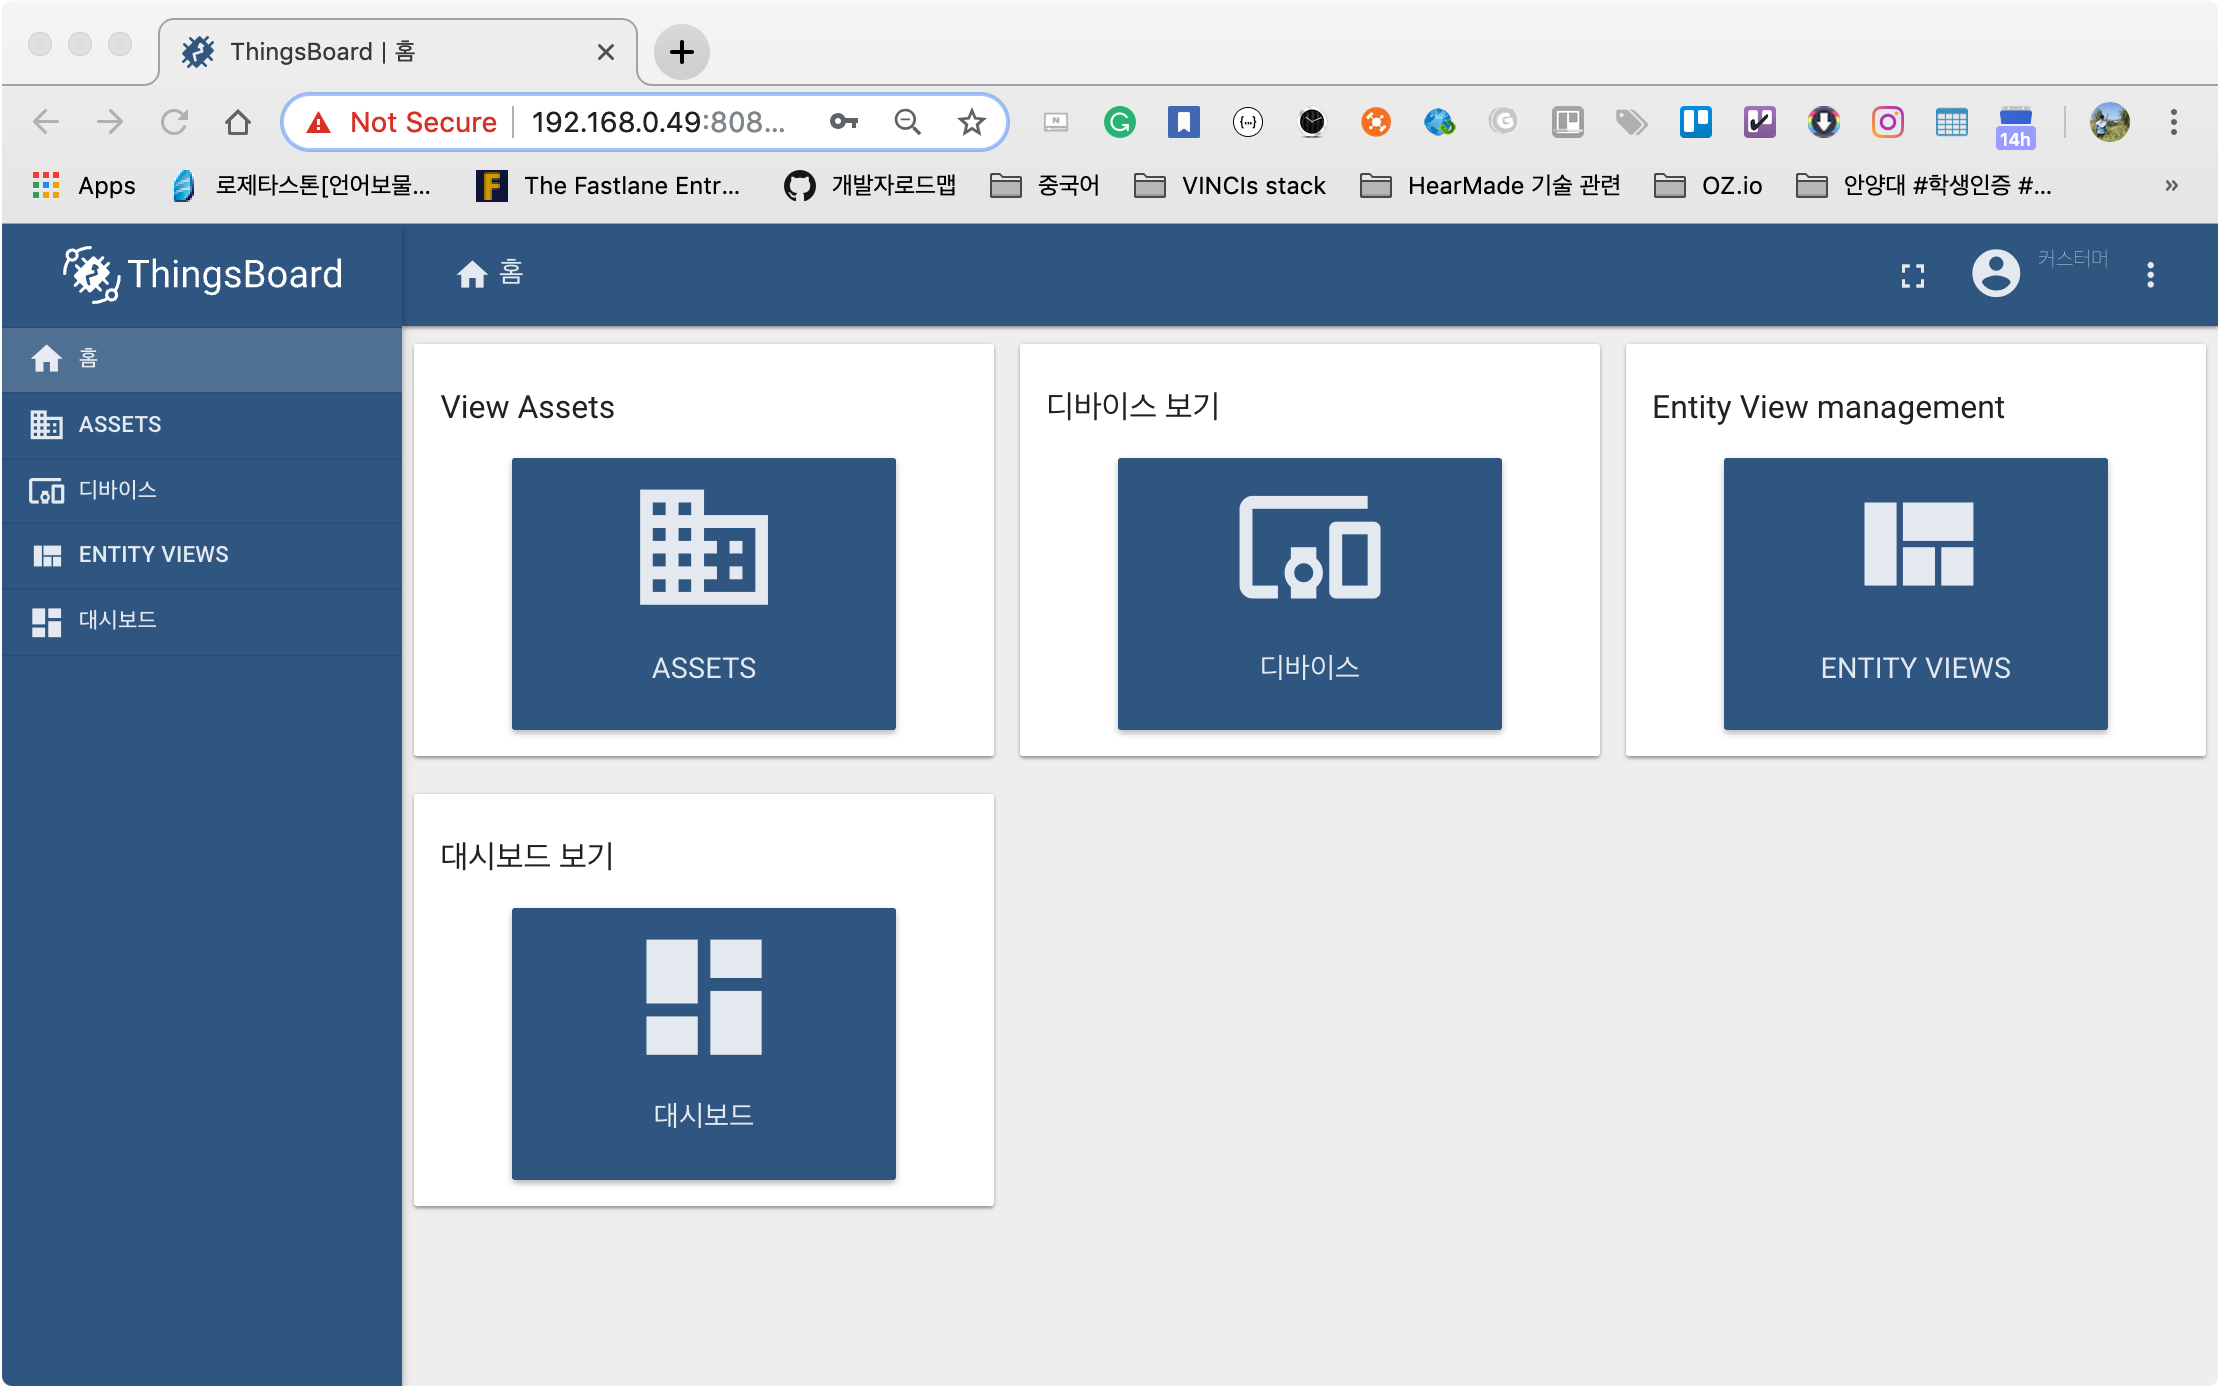 ThingsBoard | 홈
Not Secure 192.168.0.49:808...
14h
Apps 로제타스톤[언어보물... The Fastlane Entr... 개발자로드맵 중국어 VINCIs stack HearMade 기술 관련 OZ.io 안양대 #학생인증 #... »
ThingsBoard 홈 커스터머
홈
ASSETS
디바이스
ENTITY VIEWS
대시보드
View Assets
ASSETS
디바이스 보기
디바이스
Entity View management
ENTITY VIEWS
대시보드 보기
대시보드